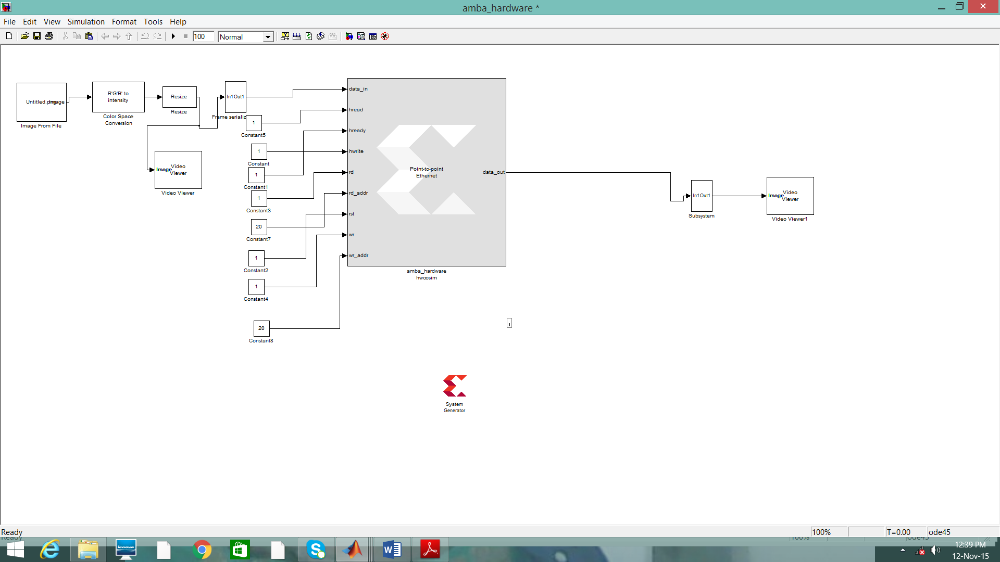 amba_hardware *
File Edit View Simulation Format Tools Help
100
Normal
Untitled.png
Image
Image From File
R'G'B' to
intensity
Color Space
Conversion
Resize
Resize
In1 Out1
Frame serializ
Image
Video
Viewer
Video Viewer
1
Constant5
1
Constant
1
Constant1
1
Constant3
20
Constant7
1
Constant2
1
Constant4
20
Constant8
data_in
hread
hready
hwrite
rd
rd_addr
rst
wr
wr_addr
Point-to-point
Ethernet
data_out
amba_hardware
hwcosim
In1 Out1
Subsystem
Image
Video
Viewer
Video Viewer1
System
Generator
Ready
100%
T=0.00
ode45
Ready
100%
ode45
lenovo
12:39 PM
12-Nov-15